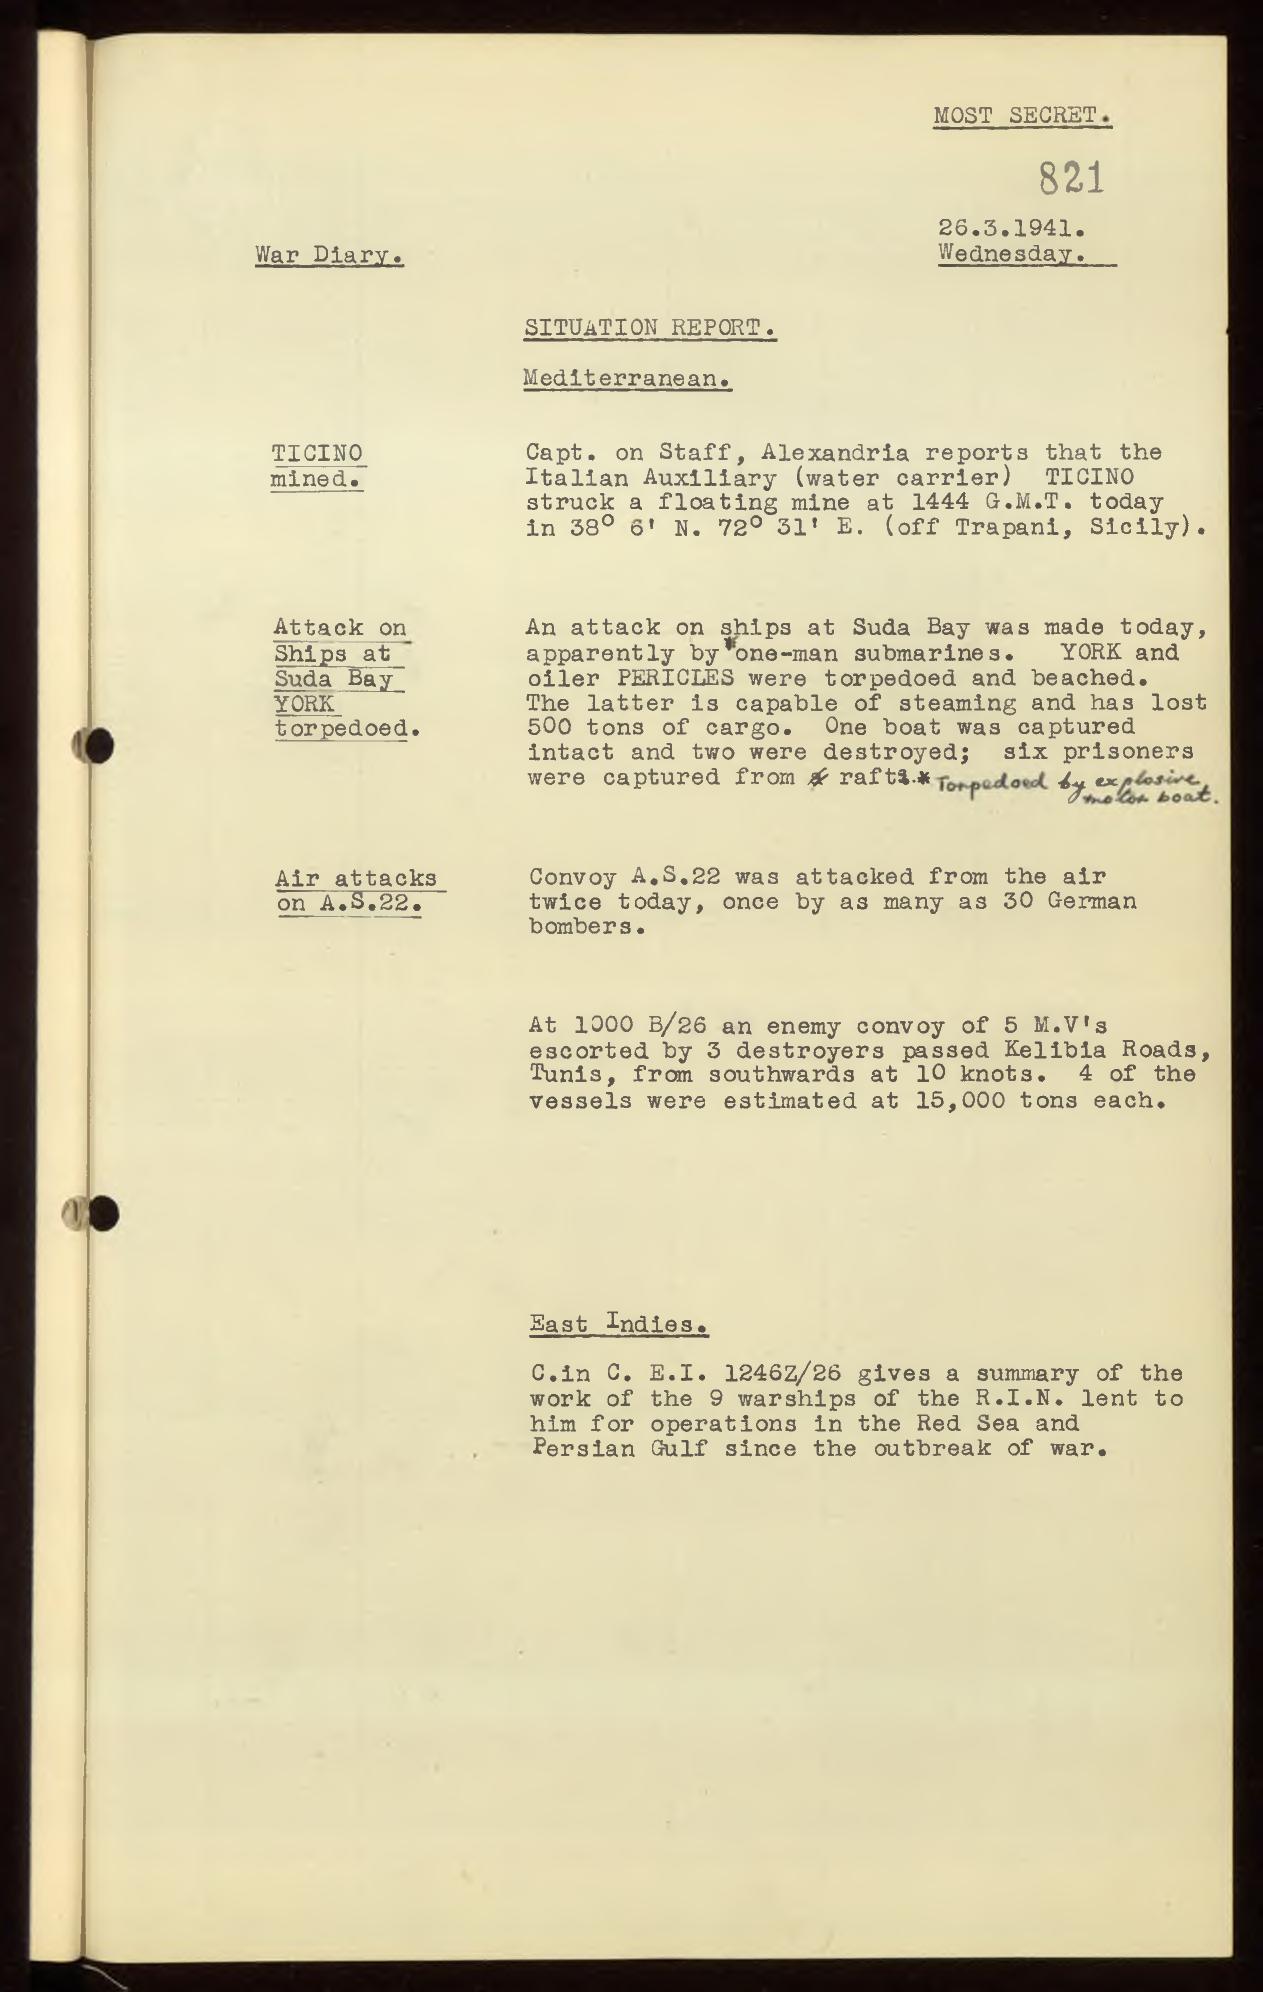 MOST SECRET.
821
26.3.1941.
Wednesday.
War Diary.
SITUATION REPORT.
Mediterranean.
TICINO
mined.
Capt. on Staff, Alexandria reports that the
Italian Auxiliary (water carrier) TICINO
struck a floating mine at 1444 G.M.T. today
in 38° 6' N. 72° 31' E. (off Trapani, Sicily).
Attack on
Ships at
Suda Bay
YORK
torpedoed.
An attack on ships at Suda Bay was made today,
apparently by *one-man submarines. YORK and
oiler PERICLES were torpedoed and beached.
The latter is capable of steaming and has lost
500 tons of cargo. One boat was captured
intact and two were destroyed; six prisoners
were captured from rafts.* Torpedoed by explosive
motor boat.
Air attacks
on A.S.22.
Convoy A.S.22 was attacked from the air
twice today, once by as many as 30 German
bombers.
At 1000 B/26 an enemy convoy of 5 M.V's
escorted by 3 destroyers passed Kelibia Roads,
Tunis, from southwards at 10 knots. 4 of the
vessels were estimated at 15,000 tons each.
East Indies.
C.in C. E.I. 1246Z/26 gives a summary of the
work of the 9 warships of the R.I.N. lent to
him for operations in the Red Sea and
Persian Gulf since the outbreak of war.